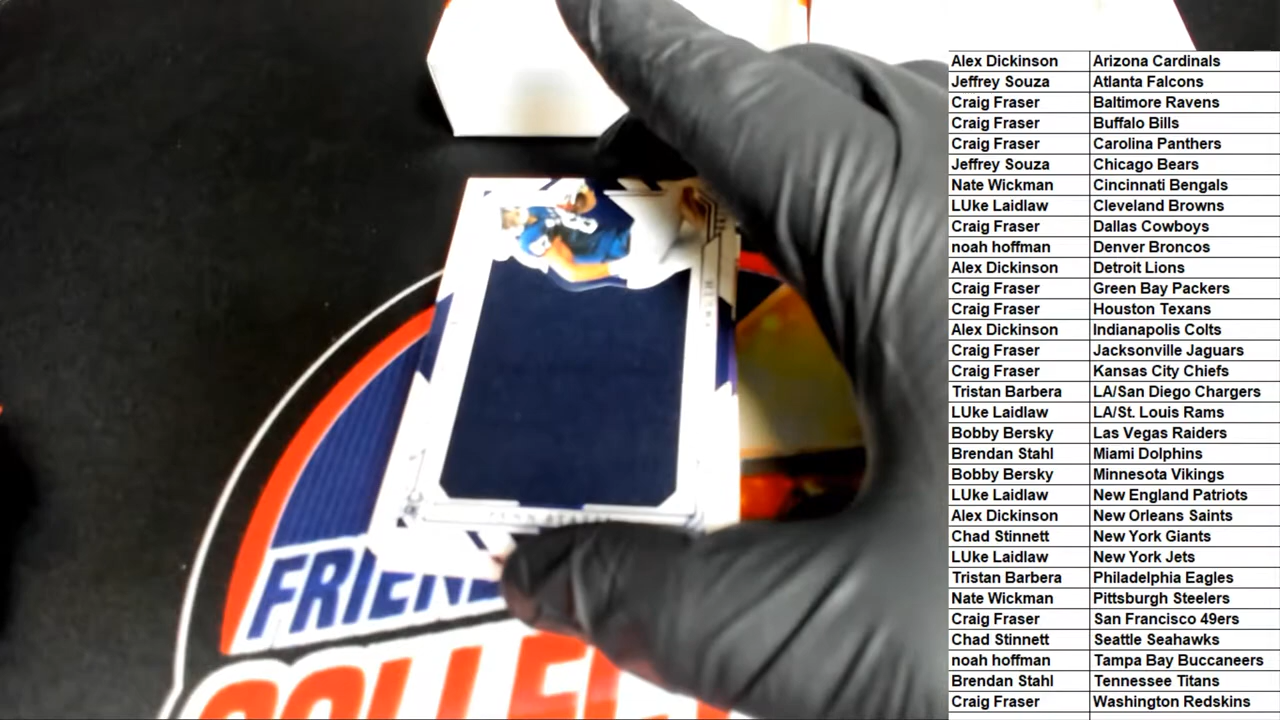 Alex Dickinson Arizona Cardinals
Jeffrey Souza Atlanta Falcons
Craig Fraser Baltimore Ravens
Craig Fraser Buffalo Bills
Craig Fraser Carolina Panthers
Jeffrey Souza Chicago Bears
Nate Wickman Cincinnati Bengals
LUke Laidlaw Cleveland Browns
Craig Fraser Dallas Cowboys
noah hoffman Denver Broncos
Alex Dickinson Detroit Lions
Craig Fraser Green Bay Packers
Craig Fraser Houston Texans
Alex Dickinson Indianapolis Colts
Craig Fraser Jacksonville Jaguars
Craig Fraser Kansas City Chiefs
Tristan Barbera LA/San Diego Chargers
LUke Laidlaw LA/St. Louis Rams
Bobby Bersky Las Vegas Raiders
Brendan Stahl Miami Dolphins
Bobby Bersky Minnesota Vikings
LUke Laidlaw New England Patriots
Alex Dickinson New Orleans Saints
Chad Stinnett New York Giants
LUke Laidlaw New York Jets
Tristan Barbera Philadelphia Eagles
Nate Wickman Pittsburgh Steelers
Craig Fraser San Francisco 49ers
Chad Stinnett Seattle Seahawks
noah hoffman Tampa Bay Buccaneers
Brendan Stahl Tennessee Titans
Craig Fraser Washington Redskins